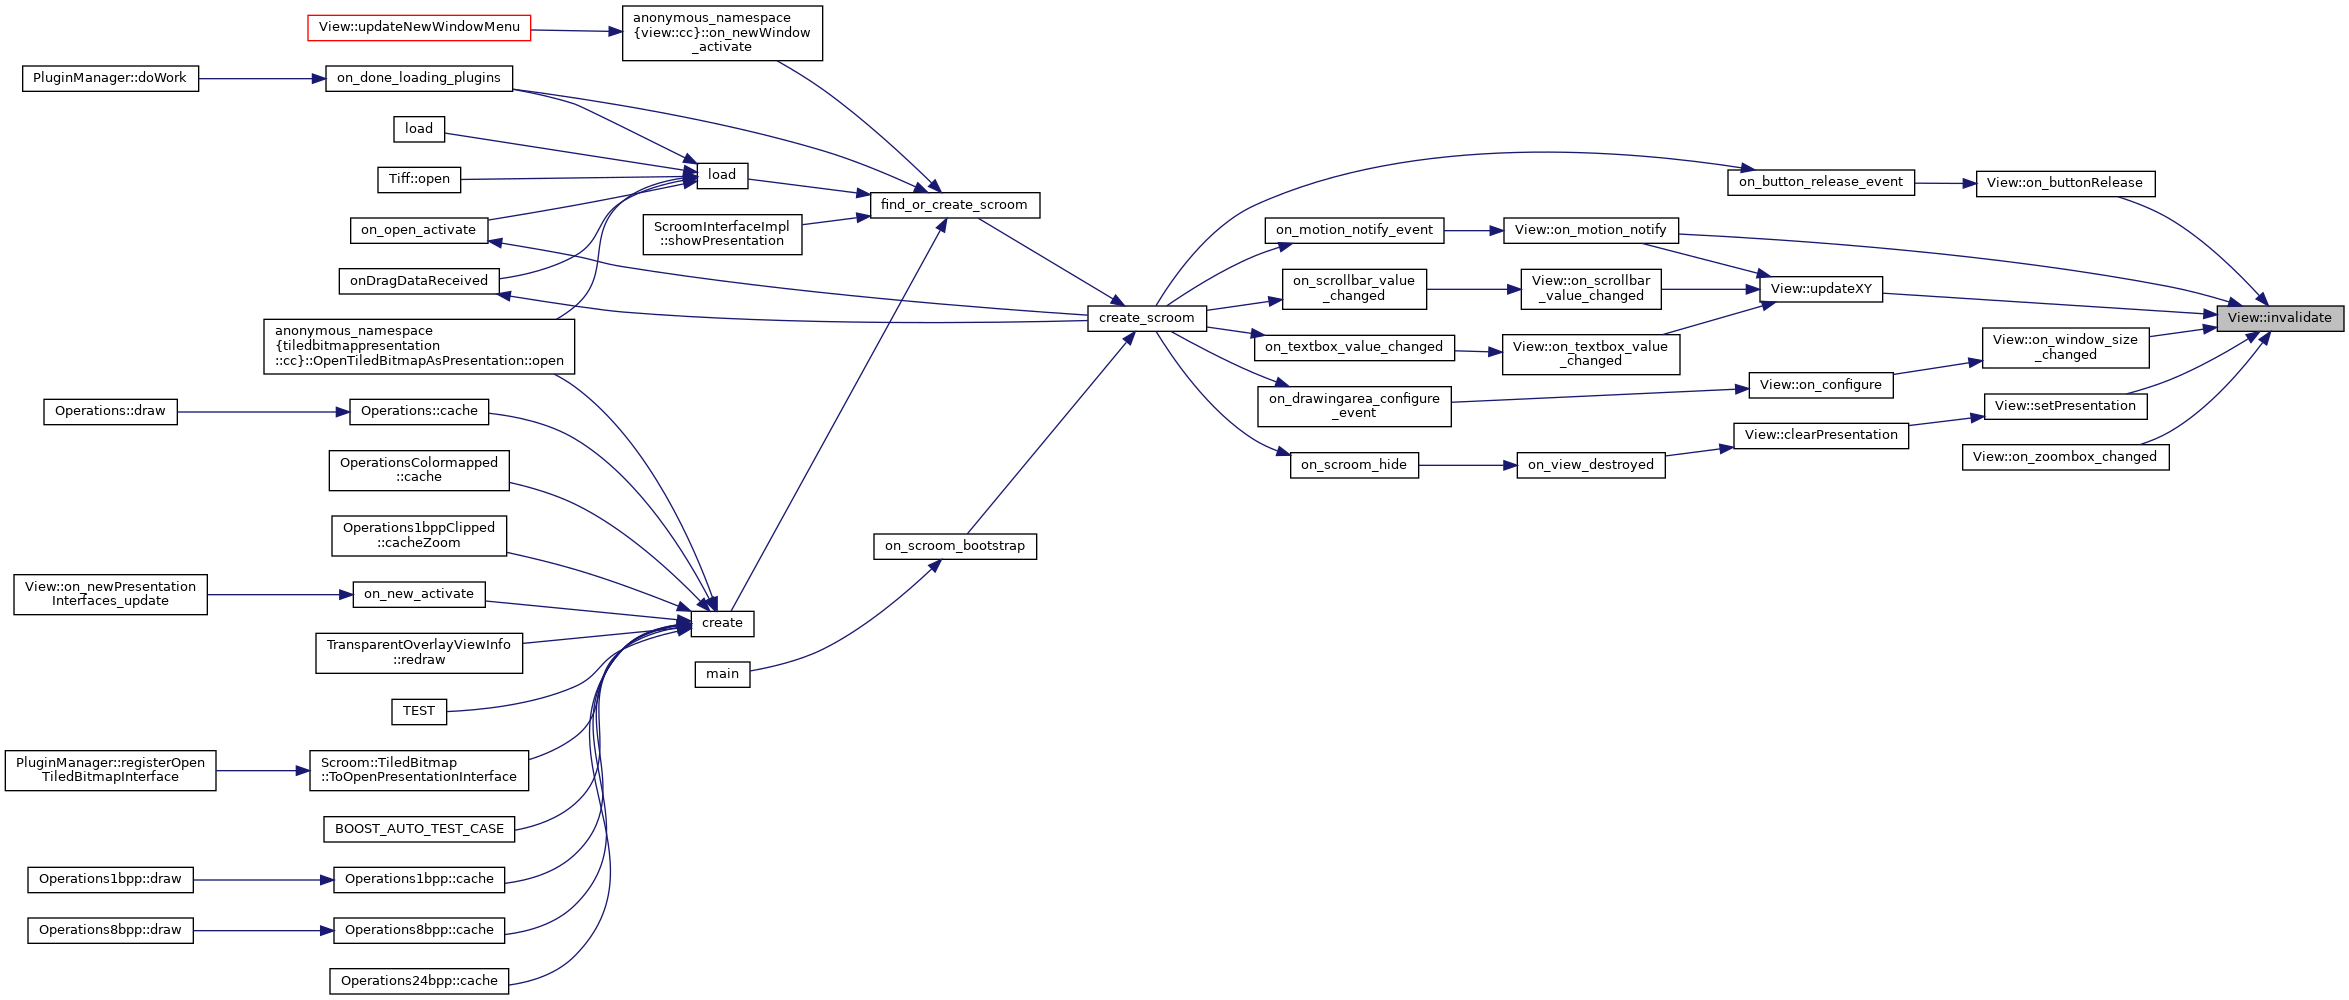 View::updateNewWindowMenu
anonymous_namespace
{view::cc}::on_newWindow
_activate
PluginManager::doWork
on_done_loading_plugins
load
Tiff::open
load
on_open_activate
ScroomInterfaceImpl
::showPresentation
find_or_create_scroom
onDragDataReceived
anonymous_namespace
{tiledbitmappresentation
::cc}::OpenTiledBitmapAsPresentation::open
Operations::draw
Operations::cache
OperationsColormapped
::cache
Operations1bppClipped
::cacheZoom
View::on_newPresentation
Interfaces_update
on_new_activate
create
TransparentOverlayViewInfo
::redraw
main
TEST
PluginManager::registerOpen
TiledBitmapInterface
Scroom::TiledBitmap
::ToOpenPresentationInterface
BOOST_AUTO_TEST_CASE
Operations1bpp::draw
Operations1bpp::cache
Operations8bpp::draw
Operations8bpp::cache
Operations24bpp::cache
on_scroom_bootstrap
create_scroom
on_button_release_event
View::on_buttonRelease
on_motion_notify_event
View::on_motion_notify
on_scrollbar_value
_changed
View::on_scrollbar
_value_changed
View::updateXY
View::invalidate
on_textbox_value_changed
View::on_textbox_value
_changed
View::on_window_size
_changed
on_drawingarea_configure
_event
View::on_configure
View::setPresentation
View::clearPresentation
on_scroom_hide
on_view_destroyed
View::on_zoombox_changed